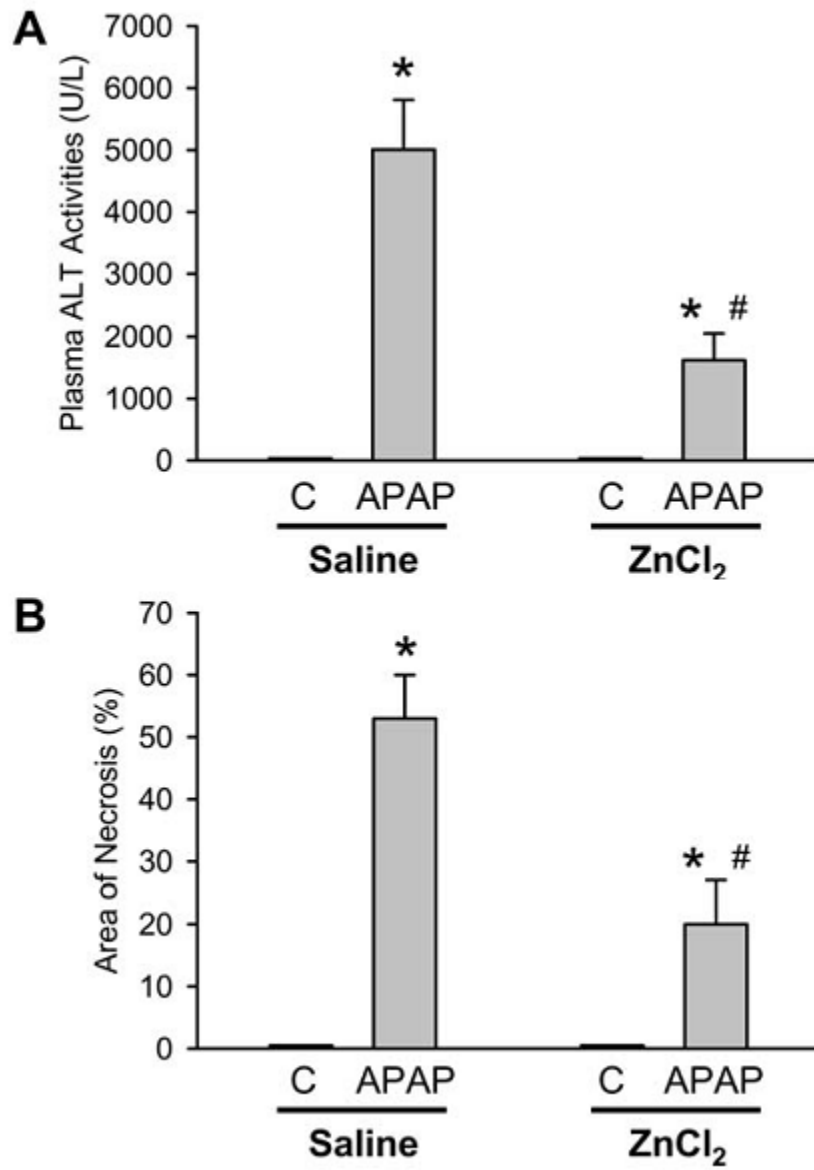 A
Plasma ALT Activities (U/L)
7000
6000
5000
4000
3000
2000
1000
0
*
* #
C APAP C APAP
Saline ZnCl₂
B
Area of Necrosis (%)
70
60
50
40
30
20
10
0
*
* #
C APAP C APAP
Saline ZnCl₂